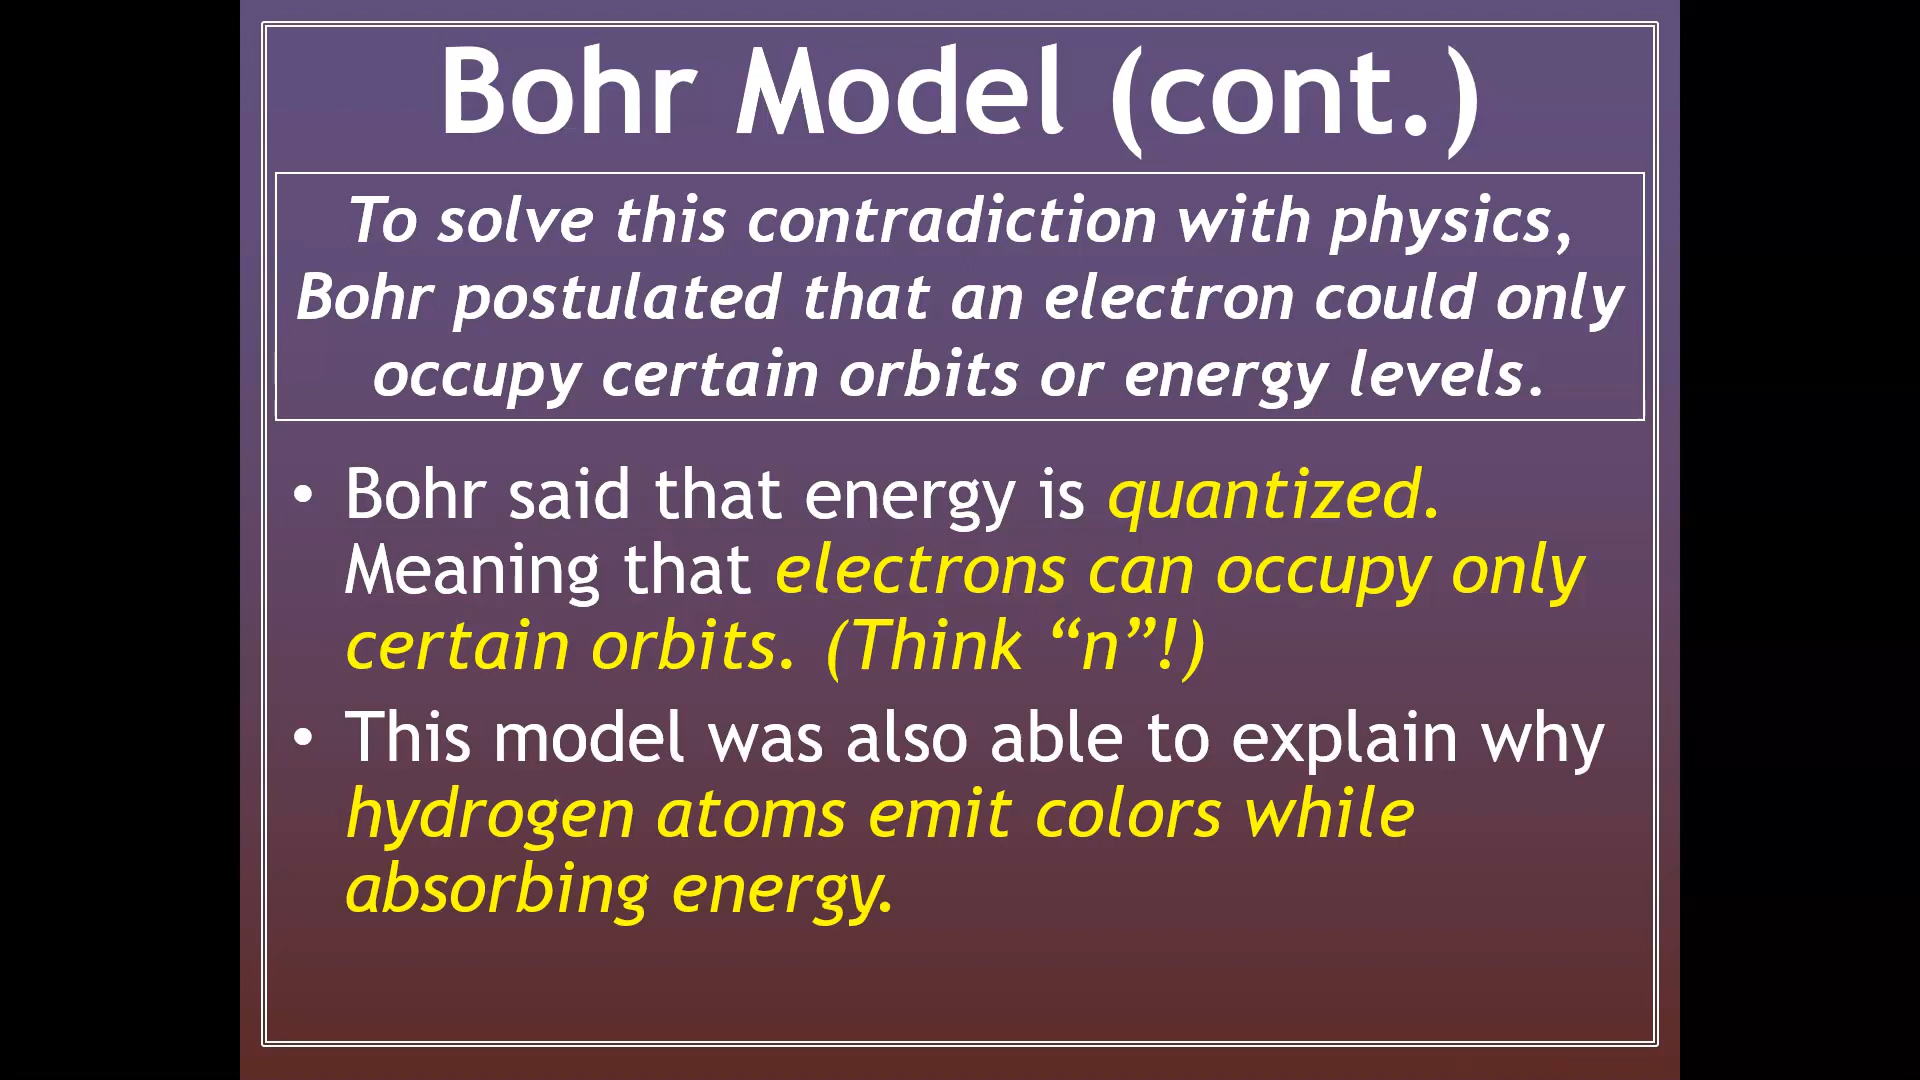 Bohr Model (cont.)
To solve this contradiction with physics,
Bohr postulated that an electron could only
occupy certain orbits or energy levels.
• Bohr said that energy is quantized.
Meaning that electrons can occupy only
certain orbits. (Think “n”!)
• This model was also able to explain why
hydrogen atoms emit colors while
absorbing energy.